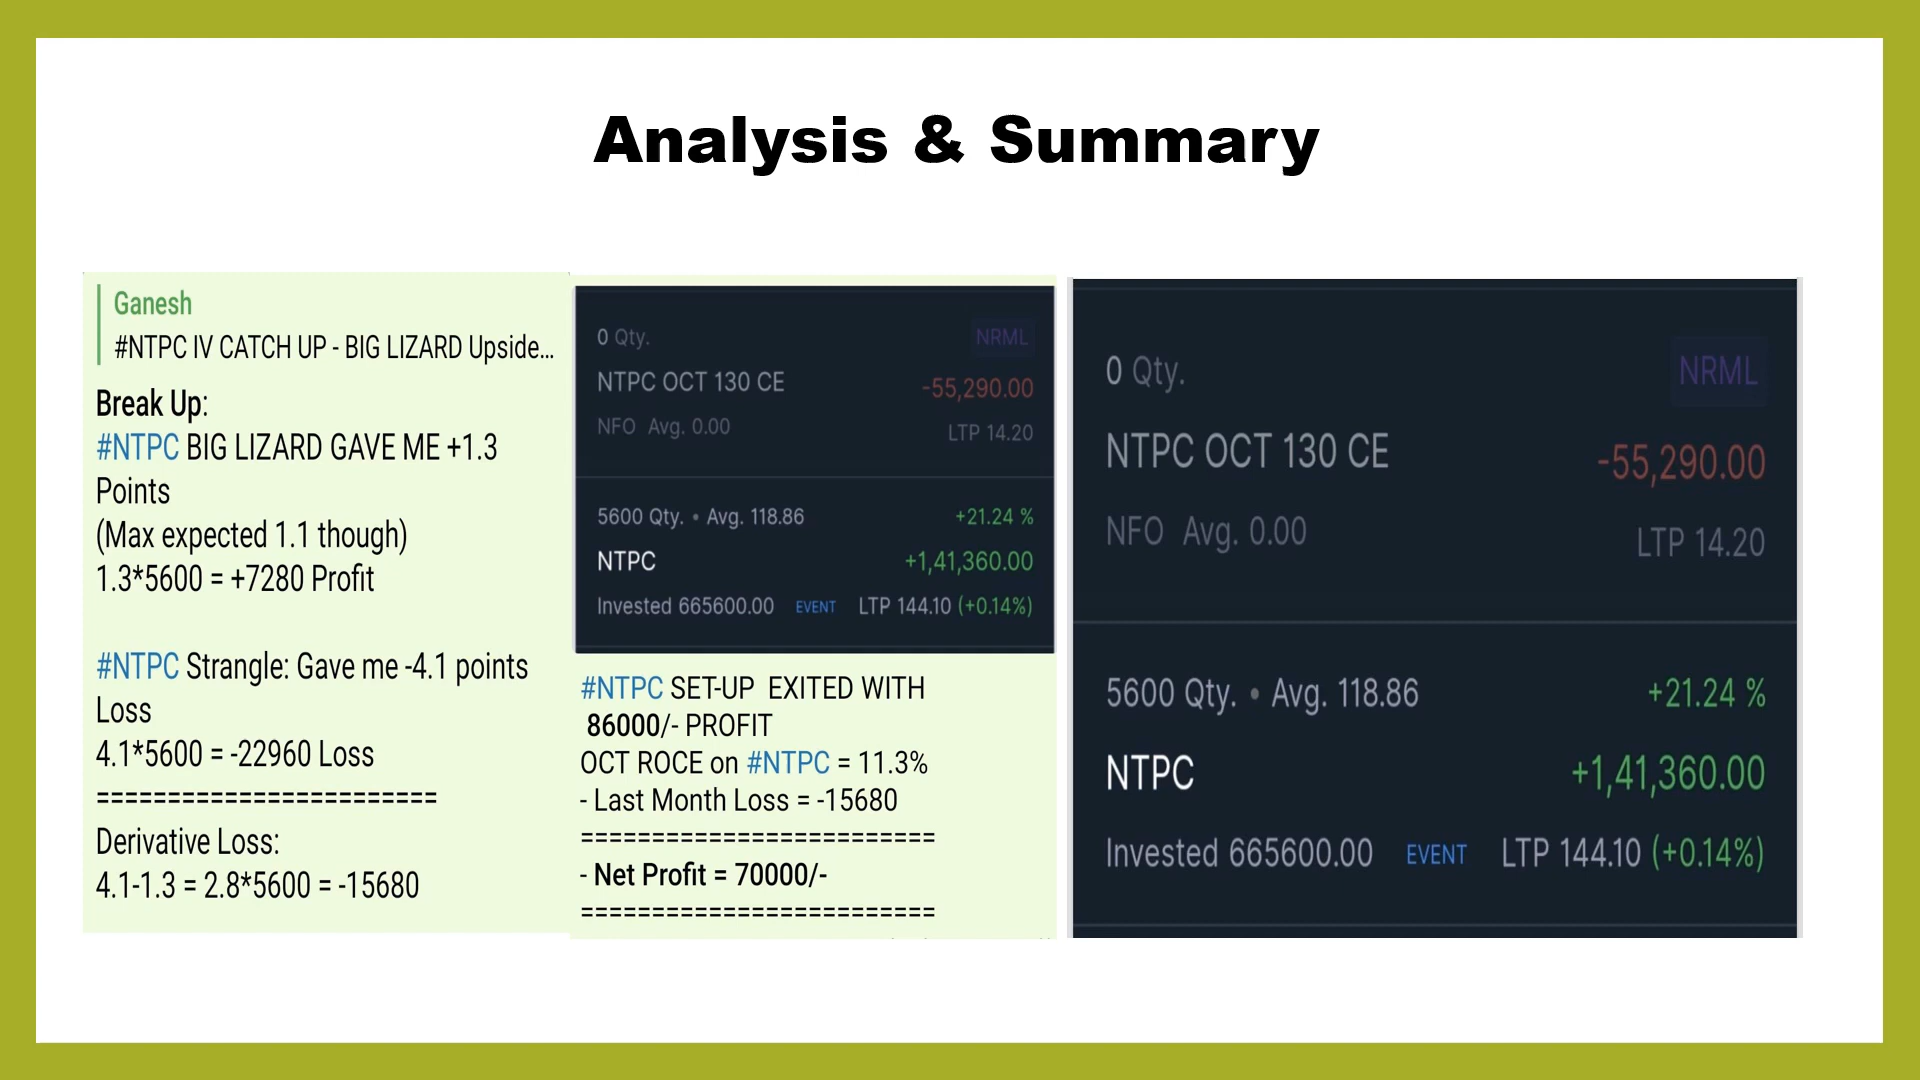 Analysis & Summary
Ganesh
#NTPC IV CATCH UP - BIG LIZARD Upside...
Break Up:
#NTPC BIG LIZARD GAVE ME +1.3
Points
(Max expected 1.1 though)
1.3*5600 = +7280 Profit
#NTPC Strangle: Gave me -4.1 points
Loss
4.1*5600 = -22960 Loss
========================
Derivative Loss:
4.1-1.3 = 2.8*5600 = -15680
0 Qty. NRML
NTPC OCT 130 CE -55,290.00
NFO Avg. 0.00 LTP 14.20
5600 Qty. • Avg. 118.86 +21.24 %
NTPC +1,41,360.00
Invested 665600.00 EVENT LTP 144.10 (+0.14%)
#NTPC SET-UP EXITED WITH
86000/- PROFIT
OCT ROCE on #NTPC = 11.3%
- Last Month Loss = -15680
=========================
- Net Profit = 70000/-
=========================
0 Qty. NRML
NTPC OCT 130 CE -55,290.00
NFO Avg. 0.00 LTP 14.20
5600 Qty. • Avg. 118.86 +21.24 %
NTPC +1,41,360.00
Invested 665600.00 EVENT LTP 144.10 (+0.14%)